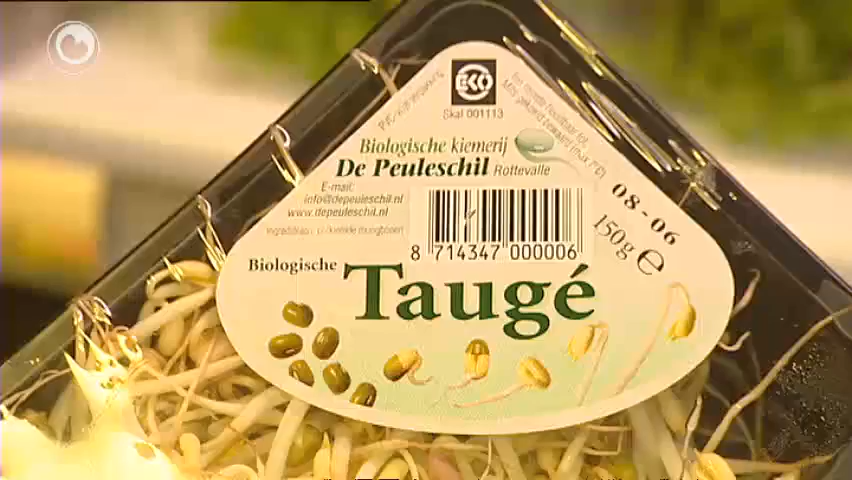 EKO
Skal 001113
Biologische kiemerij
De Peuleschil Rottevalle
E-mail:
info@depeuleschil.nl
www.depeuleschil.nl
8 714347 000006
08-06
150g e
Biologische
Taugé